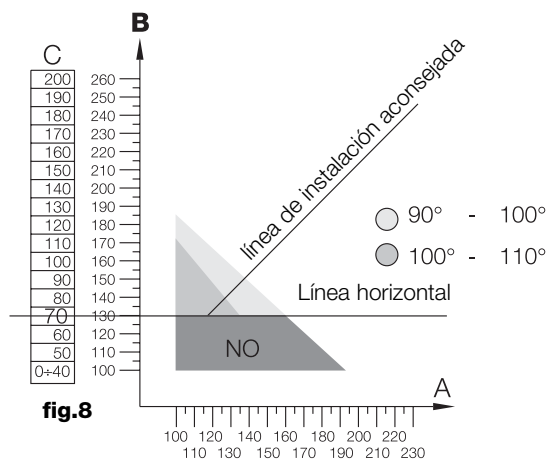 B
C
200 260
190 250
180 240
170 230
160 220
150 210
140 200
130 190
120 180
110 170
100 160
90 150
80 140
70 130
60 120
50 110
0÷40 100
línea de instalación aconsejada
90° - 100°
100° - 110°
Línea horizontal
NO
A
fig.8
100 120 140 160 180 200 220
110 130 150 170 190 210 230